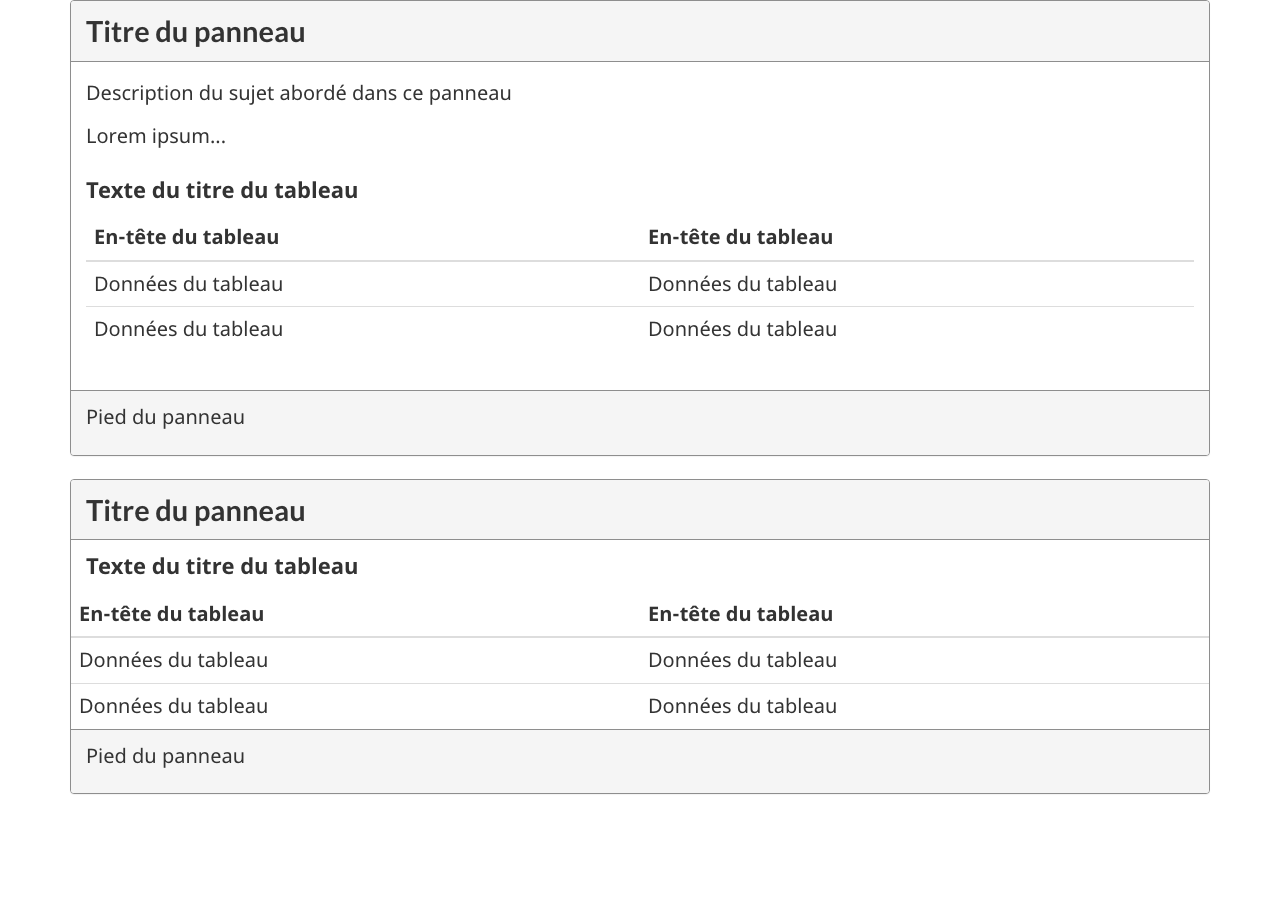 Titre du panneau
Description du sujet abordé dans ce panneau
Lorem ipsum...
Texte du titre du tableau
En-tête du tableau En-tête du tableau
Données du tableau Données du tableau
Données du tableau Données du tableau
Pied du panneau
Titre du panneau
Texte du titre du tableau
En-tête du tableau En-tête du tableau
Données du tableau Données du tableau
Données du tableau Données du tableau
Pied du panneau